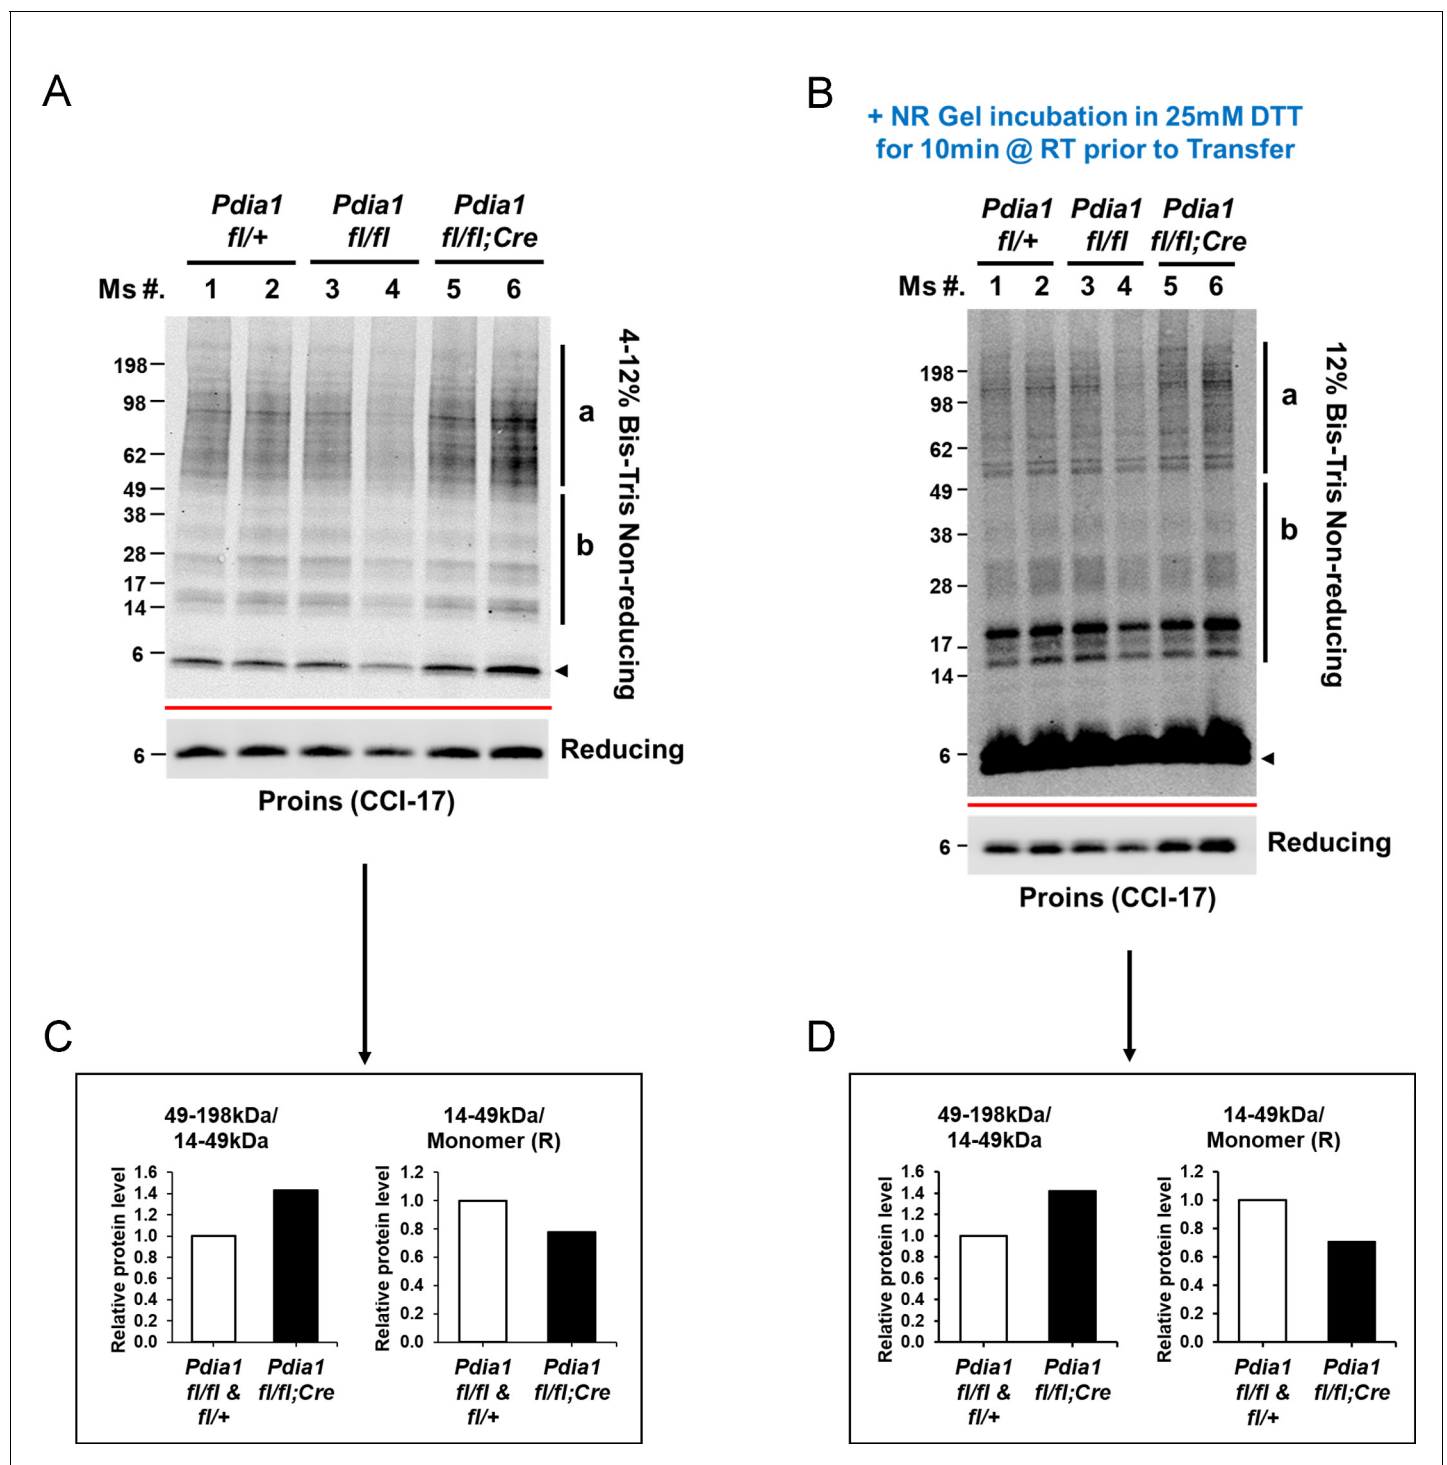 A
Pdia1 Pdia1 Pdia1
fl/+ fl/fl fl/fl;Cre
Ms #. 1 2 3 4 5 6
198
98
62
49
38
28
17
14
6
a
b
4-12% Bis-Tris Non-reducing
6
Reducing
Proins (CCI-17)
B
+ NR Gel incubation in 25mM DTT
for 10min @ RT prior to Transfer
Pdia1 Pdia1 Pdia1
fl/+ fl/fl fl/fl;Cre
Ms #. 1 2 3 4 5 6
198
98
62
49
38
28
17
14
6
a
b
12% Bis-Tris Non-reducing
6
Reducing
Proins (CCI-17)
C
49-198kDa/
14-49kDa
Relative protein level
1.6
1.4
1.2
1.0
0.8
0.6
0.4
0.2
0.0
Pdia1 Pdia1
fl/fl & fl/fl;Cre
fl/+
14-49kDa/
Monomer (R)
Relative protein level
1.2
1.0
0.8
0.6
0.4
0.2
0.0
Pdia1 Pdia1
fl/fl & fl/fl;Cre
fl/+
D
49-198kDa/
14-49kDa
Relative protein level
1.6
1.4
1.2
1.0
0.8
0.6
0.4
0.2
0.0
Pdia1 Pdia1
fl/fl & fl/fl;Cre
fl/+
14-49kDa/
Monomer (R)
Relative protein level
1.2
1.0
0.8
0.6
0.4
0.2
0.0
Pdia1 Pdia1
fl/fl & fl/fl;Cre
fl/+